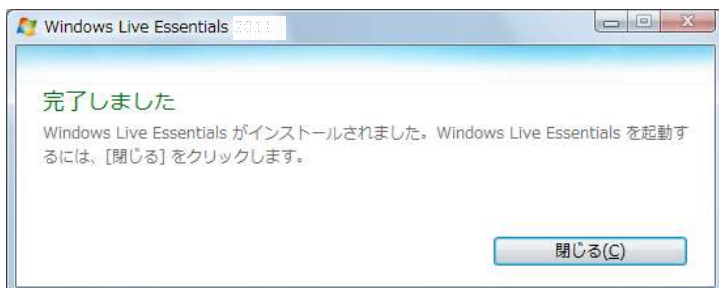 Windows Live Essentials
完了しました
Windows Live Essentials がインストールされました。Windows Live Essentials を起動す
るには、[閉じる] をクリックします。
閉じる(C)